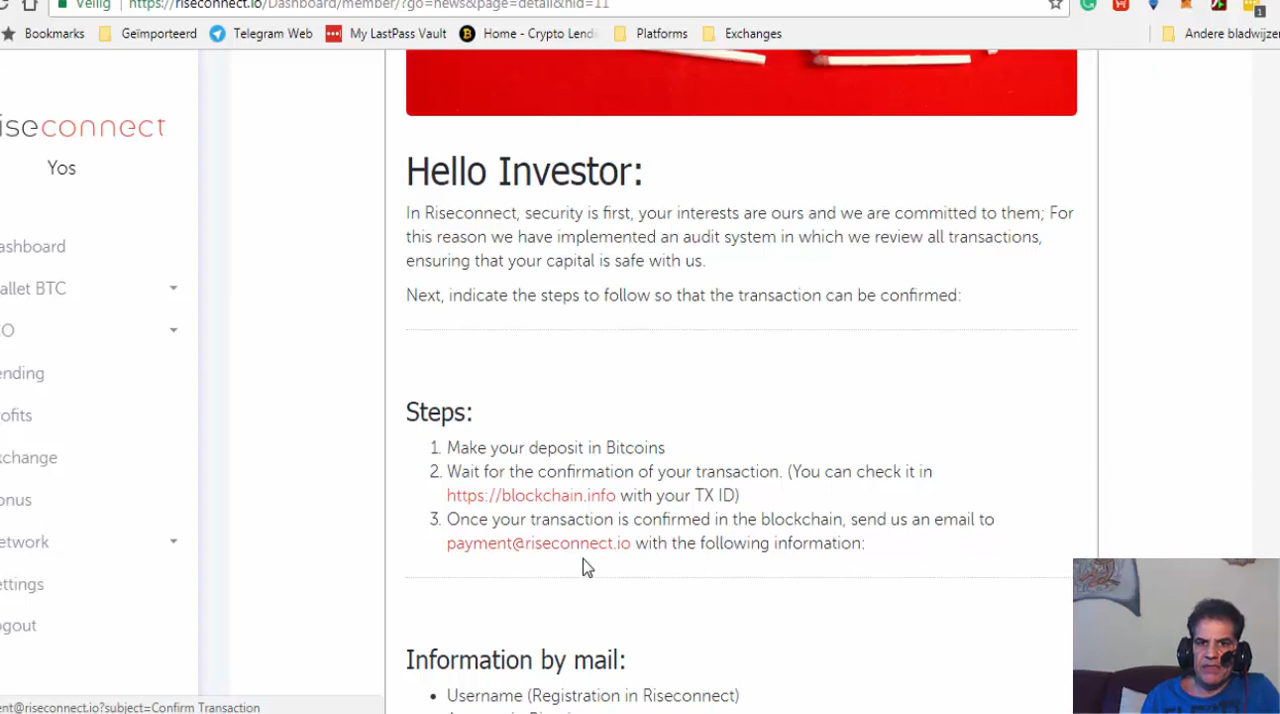 Veilig
https://riseconnect.io/Dashboard/member/?go=news&page=detail&nid=11
Bookmarks
Geïmporteerd
Telegram Web
My LastPass Vault
Home - Crypto Lend
Platforms
Exchanges
Andere bladwijzer
iseconnect
Yos
ashboard
allet BTC
CO
ending
ofits
xchange
onus
etwork
ettings
ogout
Hello Investor:
In Riseconnect, security is first, your interests are ours and we are committed to them; For
this reason we have implemented an audit system in which we review all transactions,
ensuring that your capital is safe with us.
Next, indicate the steps to follow so that the transaction can be confirmed:
Steps:
1. Make your deposit in Bitcoins
2. Wait for the confirmation of your transaction. (You can check it in
https://blockchain.info with your TX ID)
3. Once your transaction is confirmed in the blockchain, send us an email to
payment@riseconnect.io with the following information:
Information by mail:
• Username (Registration in Riseconnect)
ent@riseconnect.io?subject=Confirm Transaction